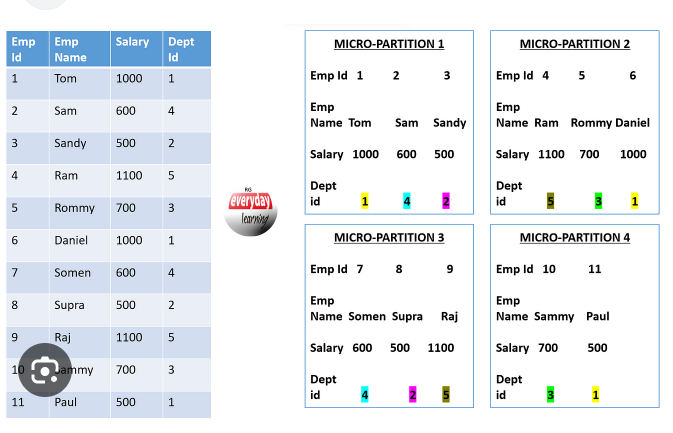 Emp Id Emp Name Salary Dept Id
1 Tom 1000 1
2 Sam 600 4
3 Sandy 500 2
4 Ram 1100 5
5 Rommy 700 3
6 Daniel 1000 1
7 Somen 600 4
8 Supra 500 2
9 Raj 1100 5
10 ammy 700 3
11 Paul 500 1
RG
everyday
learning
MICRO-PARTITION 1
Emp Id 1 2 3
Emp
Name Tom Sam Sandy
Salary 1000 600 500
Dept
id 1 4 2
MICRO-PARTITION 2
Emp Id 4 5 6
Emp
Name Ram Rommy Daniel
Salary 1100 700 1000
Dept
id 5 3 1
MICRO-PARTITION 3
Emp Id 7 8 9
Emp
Name Somen Supra Raj
Salary 600 500 1100
Dept
id 4 2 5
MICRO-PARTITION 4
Emp Id 10 11
Emp
Name Sammy Paul
Salary 700 500
Dept
id 3 1